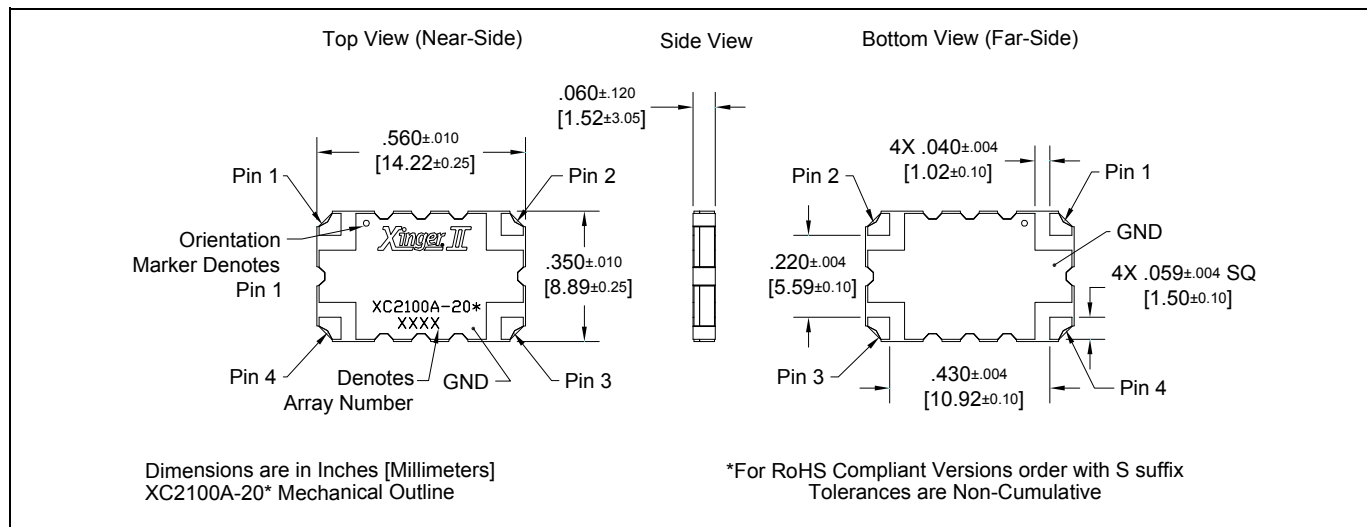 Top View (Near-Side)
Side View
Bottom View (Far-Side)
.060±.120
[1.52±3.05]
.560±.010
[14.22±0.25]
4X .040±.004
[1.02±0.10]
Pin 1
Pin 2
Pin 2
Pin 1
Orientation
Marker Denotes
Pin 1
Xinger II
GND
.350±.010
[8.89±0.25]
.220±.004
[5.59±0.10]
4X .059±.004 SQ
[1.50±0.10]
XC2100A-20*
XXXX
Pin 4
Denotes
Array Number
GND
Pin 3
Pin 3
.430±.004
[10.92±0.10]
Pin 4
Dimensions are in Inches [Millimeters]
XC2100A-20* Mechanical Outline
*For RoHS Compliant Versions order with S suffix
Tolerances are Non-Cumulative